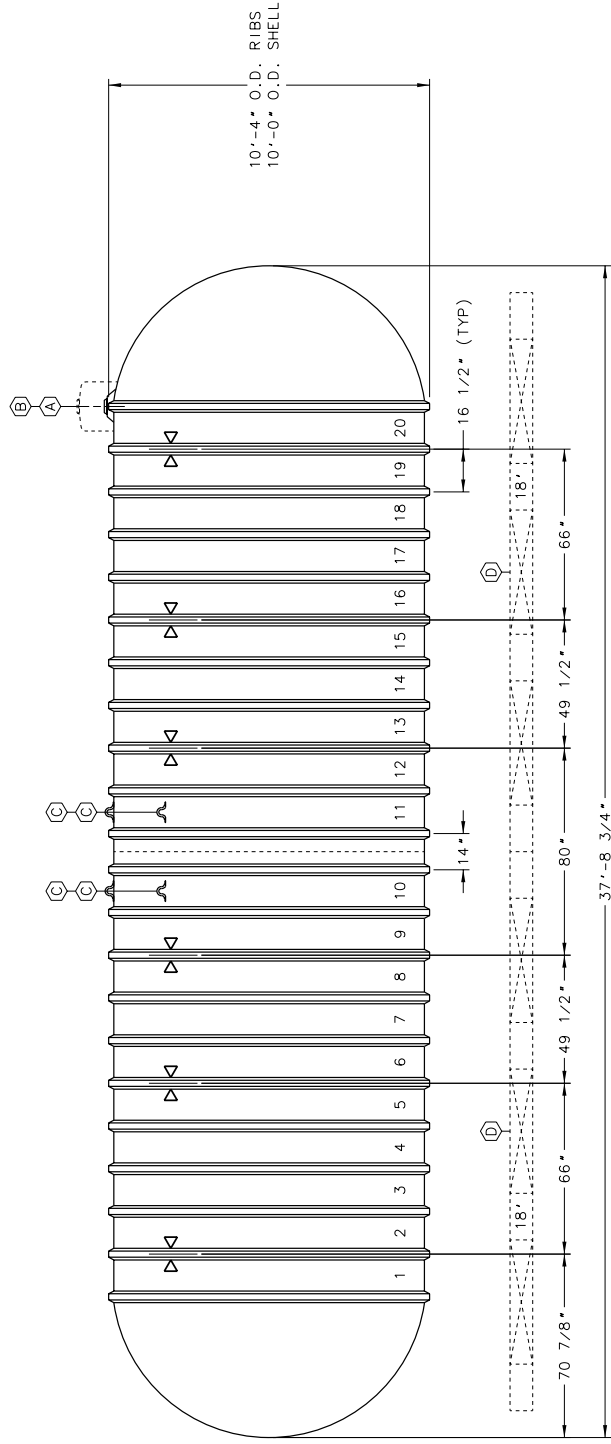 10'-4" O.D. RIBS
10'-0" O.D. SHELL
B
A
C
C
C
C
1
2
3
4
5
6
7
8
9
10
11
12
13
14
15
16
17
18
19
20
14"
16 1/2" (TYP)
D
D
18'
18'
70 7/8"
66"
49 1/2"
80"
49 1/2"
66"
37'-8 3/4"